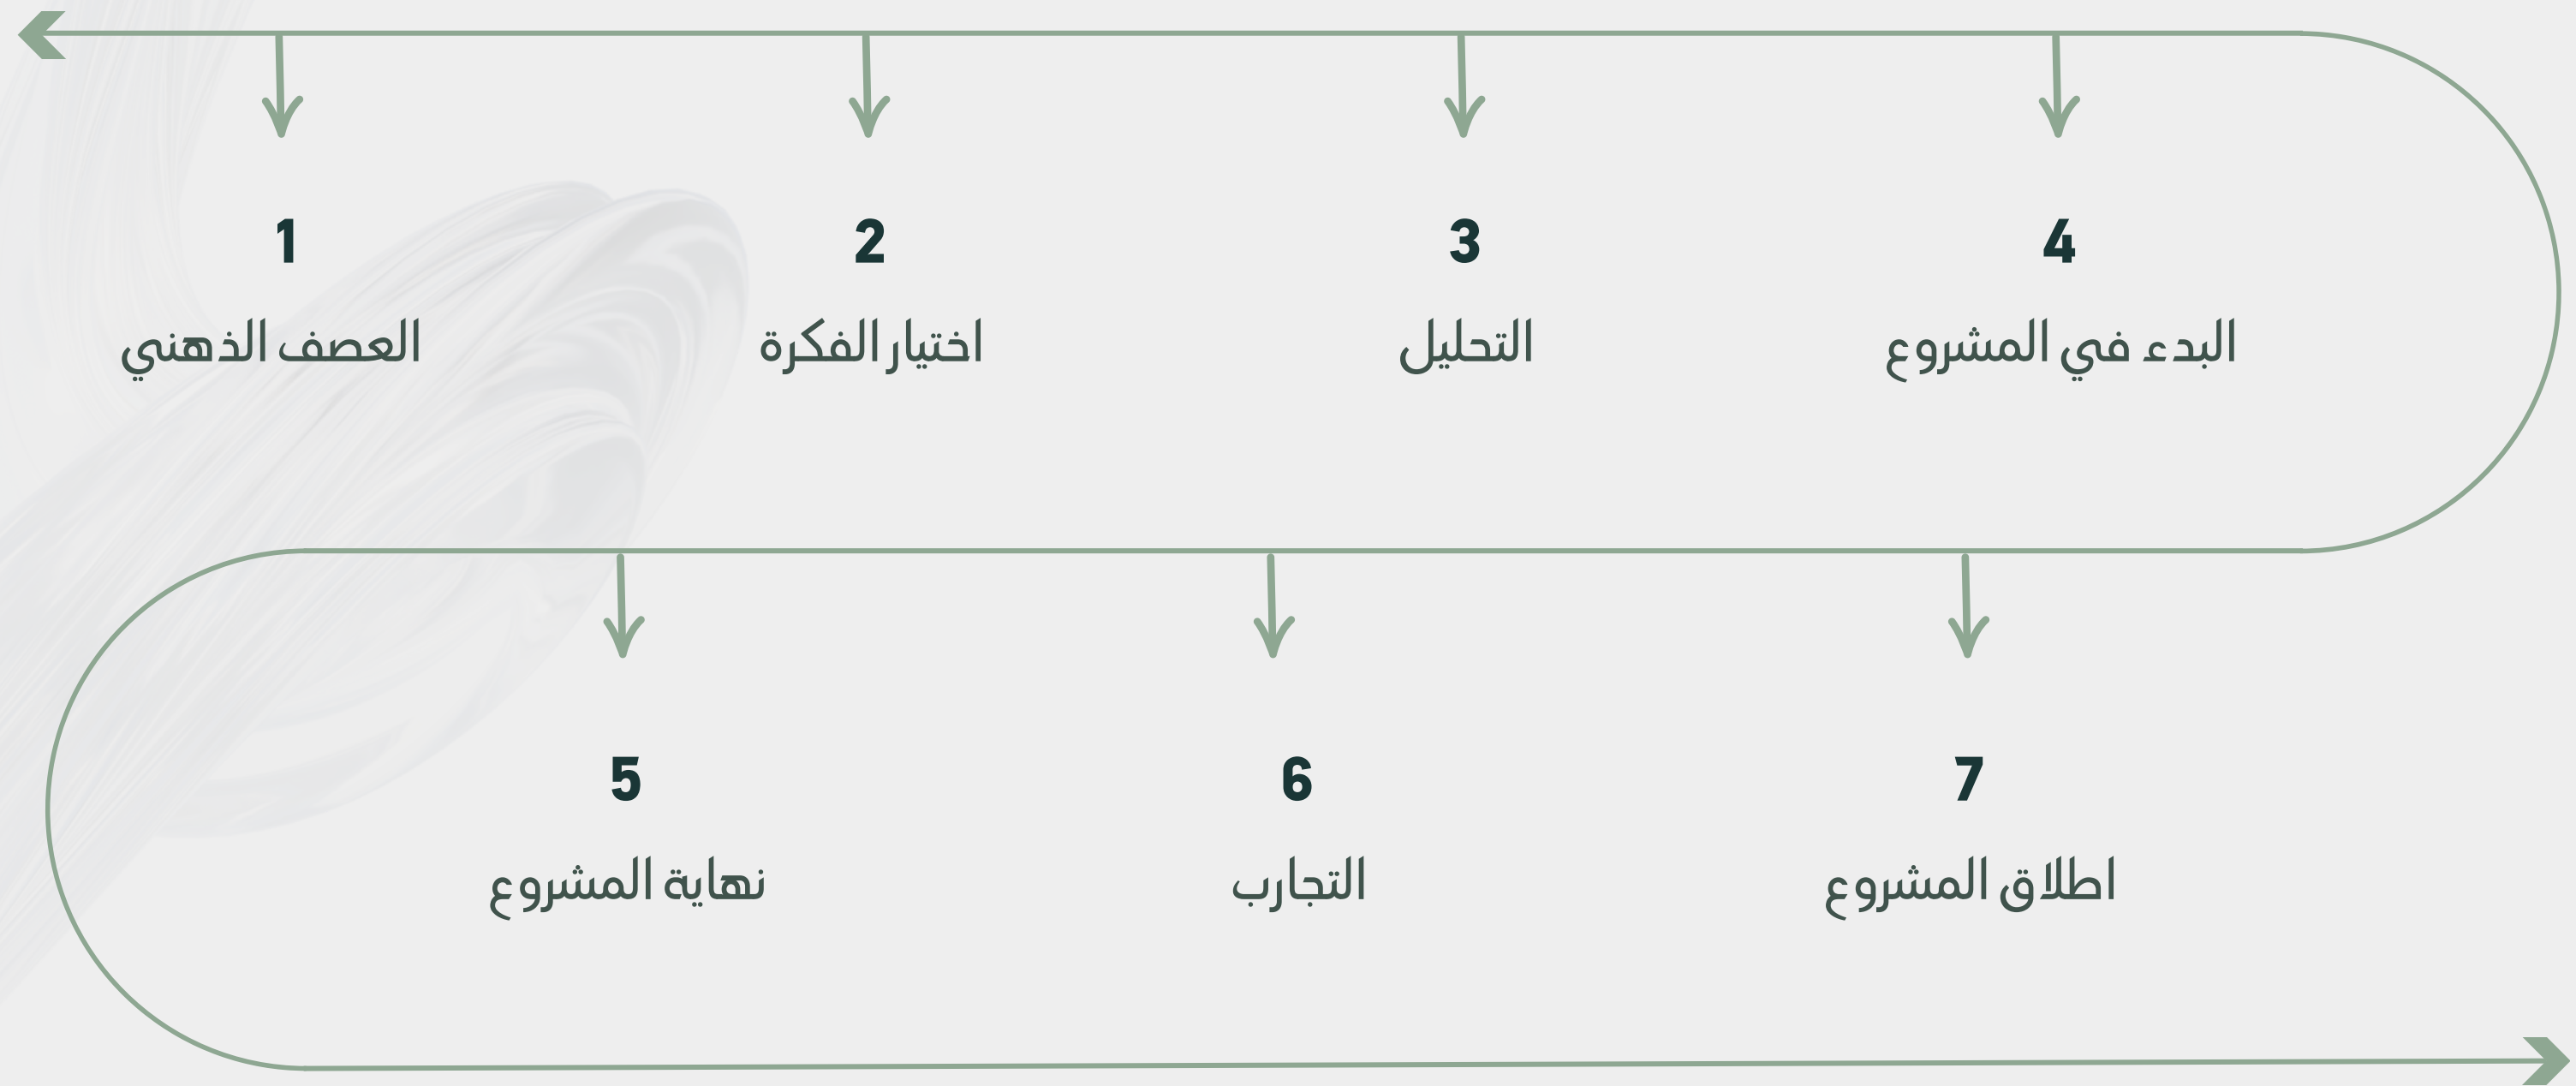 1
العصف الذهني
2
اختيار الفكرة
3
التحليل
4
البدء في المشروع
5
نهاية المشروع
6
التجارب
7
اطلاق المشروع